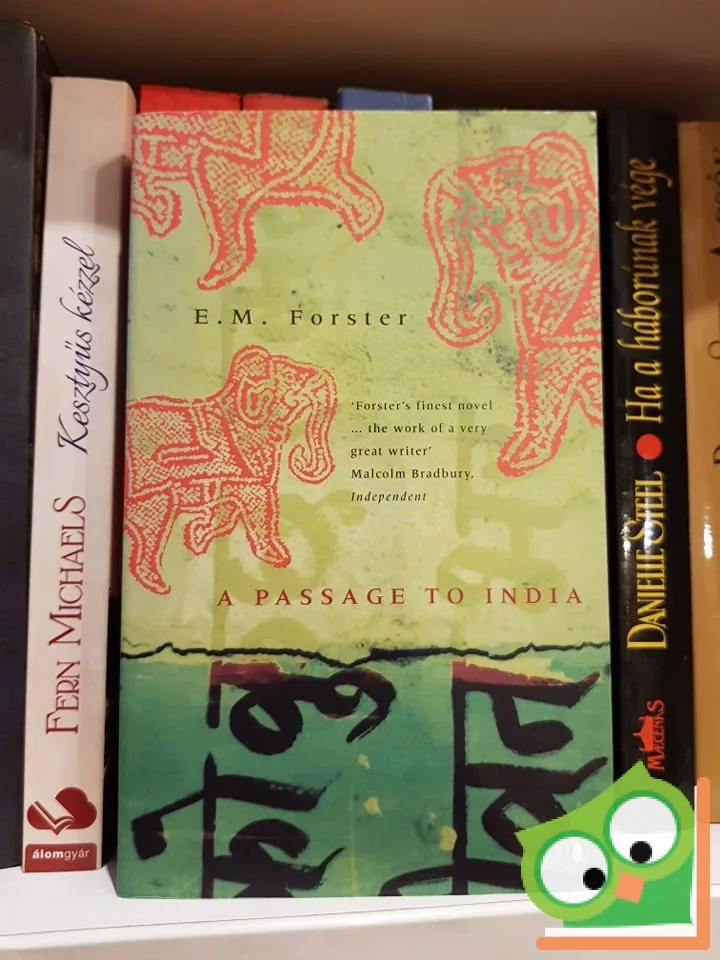 FERN MICHAELS Kesztyűs kézzel
álomgyár
E.M. Forster
'Forster's finest novel
... the work of a very
great writer'
Malcolm Bradbury,
Independent
A PASSAGE TO INDIA
DANIELLE STEEL Ha a háborúnak vége
MÆCENAS